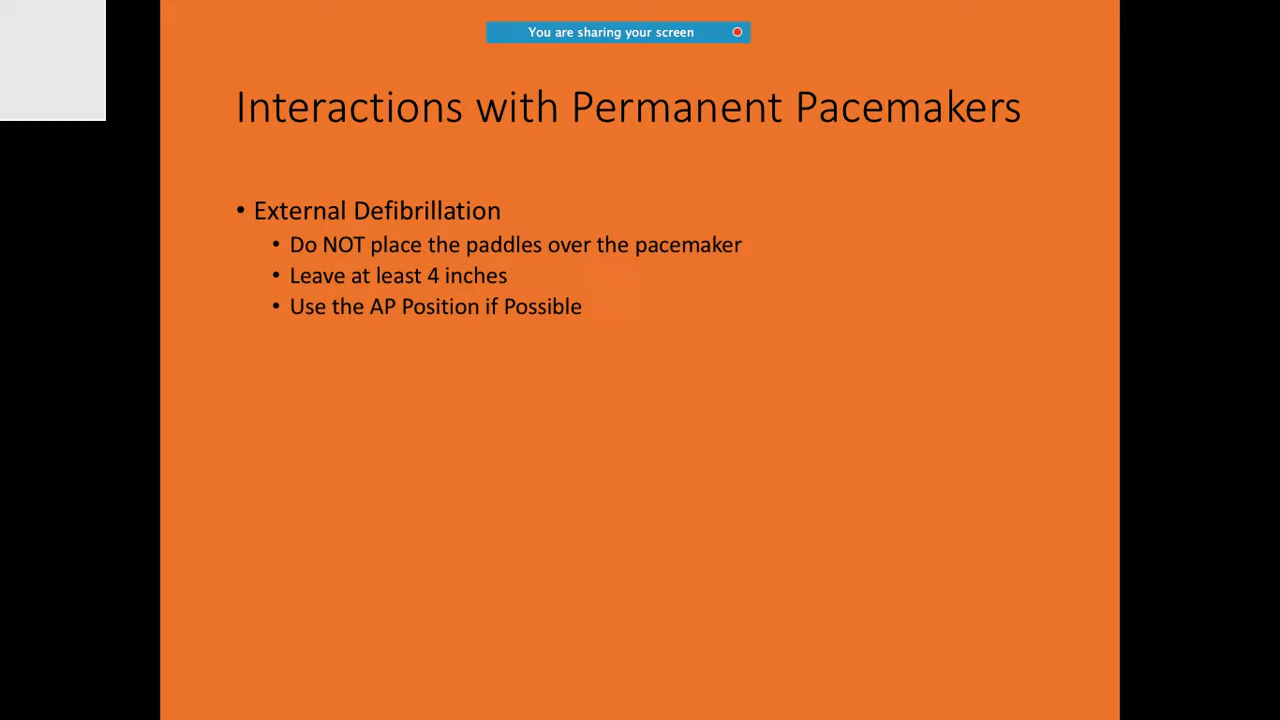 You are sharing your screen
Interactions with Permanent Pacemakers
• External Defibrillation
• Do NOT place the paddles over the pacemaker
• Leave at least 4 inches
• Use the AP Position if Possible